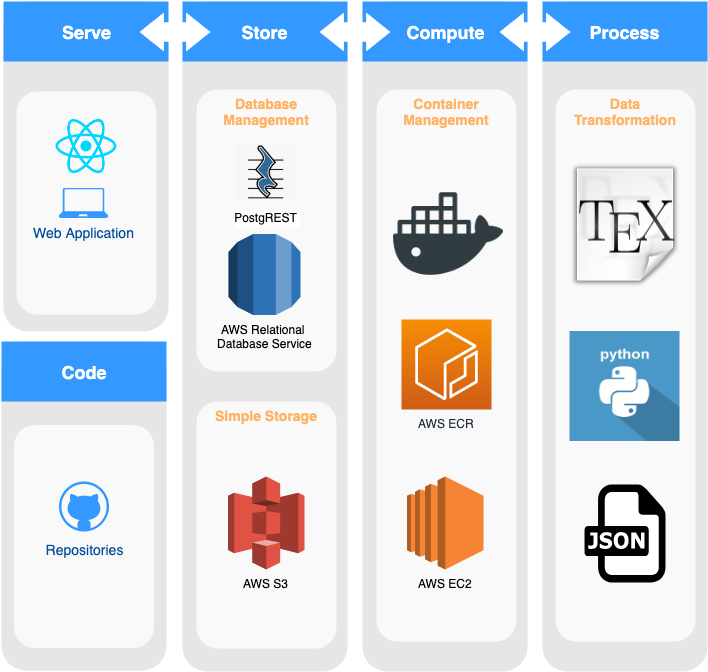 Serve
Store
Compute
Process
Web Application
Code
Repositories
Database
Management
PostgREST
AWS Relational
Database Service
Simple Storage
AWS S3
Container
Management
AWS ECR
AWS EC2
Data
Transformation
TEX
python
JSON